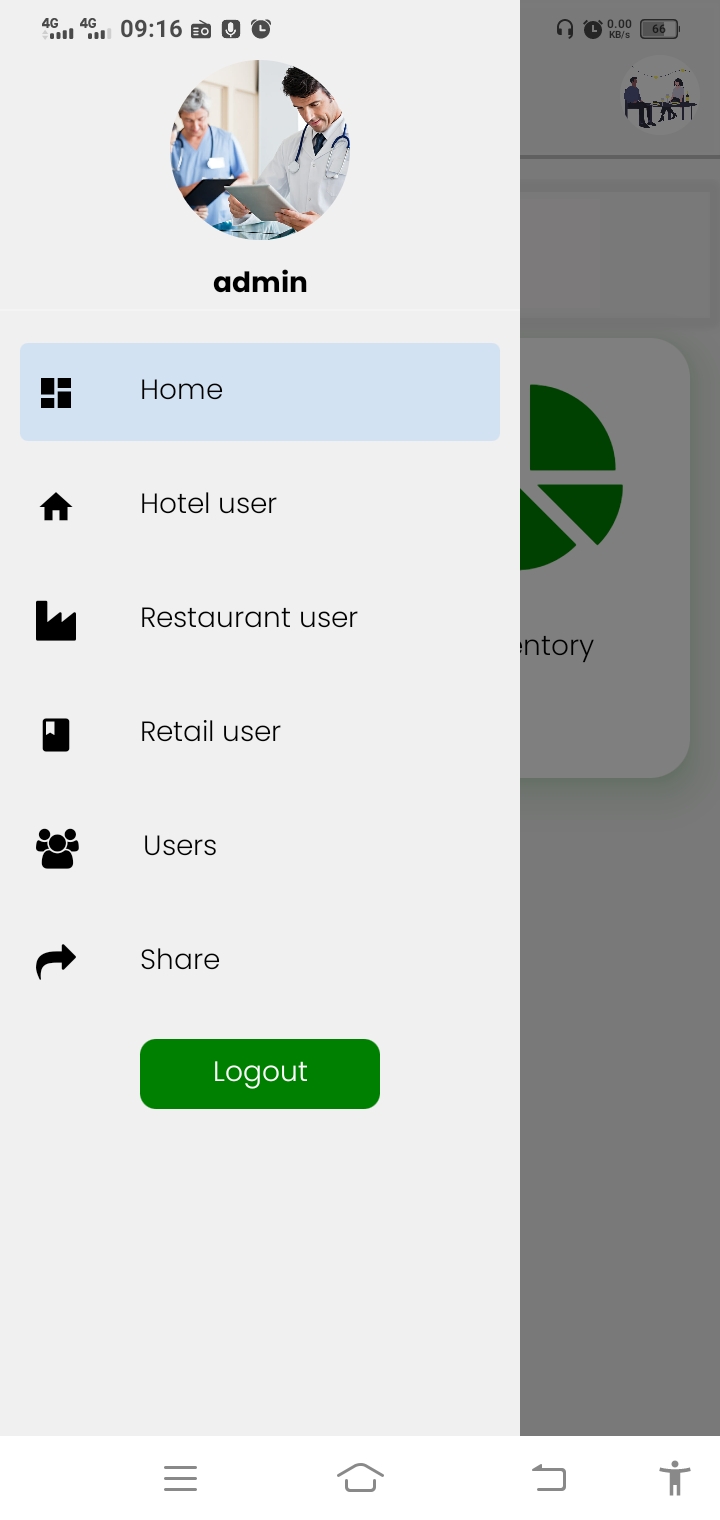 4G 4G 09:16 0.00 KB/s 66
admin
Home
Hotel user
Restaurant user
entory
Retail user
Users
Share
Logout